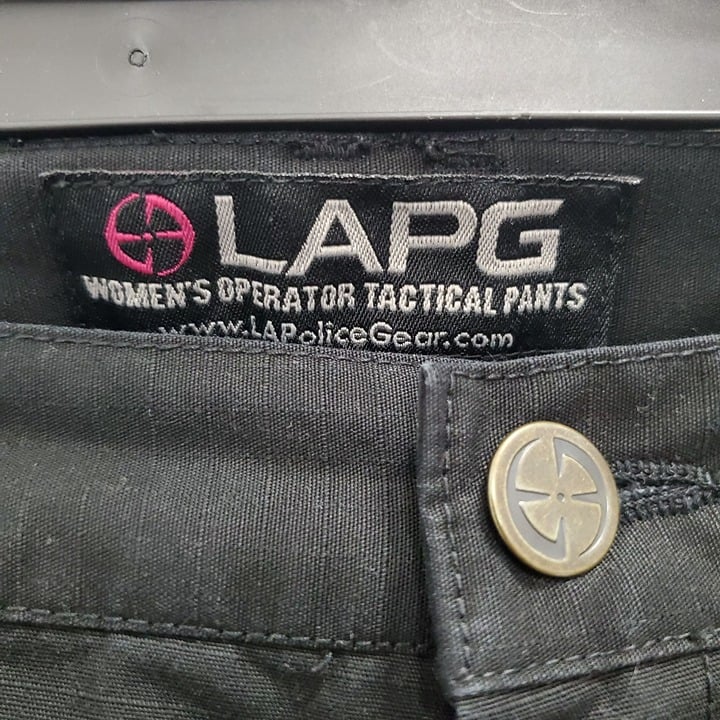 LAPG
WOMEN'S OPERATOR TACTICAL PANTS
www.LAPoliceGear.com